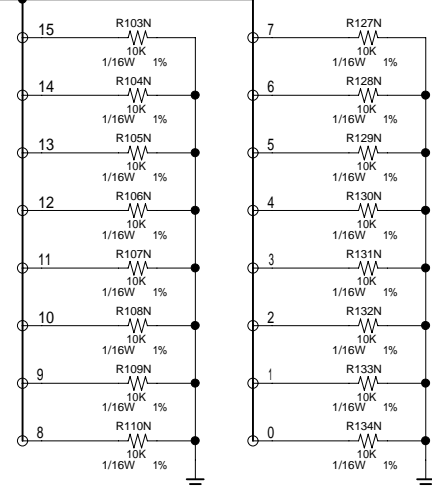 15 R103N
10K
1/16W 1%
14 R104N
10K
1/16W 1%
13 R105N
10K
1/16W 1%
12 R106N
10K
1/16W 1%
11 R107N
10K
1/16W 1%
10 R108N
10K
1/16W 1%
9 R109N
10K
1/16W 1%
8 R110N
10K
1/16W 1%
7 R127N
10K
1/16W 1%
6 R128N
10K
1/16W 1%
5 R129N
10K
1/16W 1%
4 R130N
10K
1/16W 1%
3 R131N
10K
1/16W 1%
2 R132N
10K
1/16W 1%
1 R133N
10K
1/16W 1%
0 R134N
10K
1/16W 1%